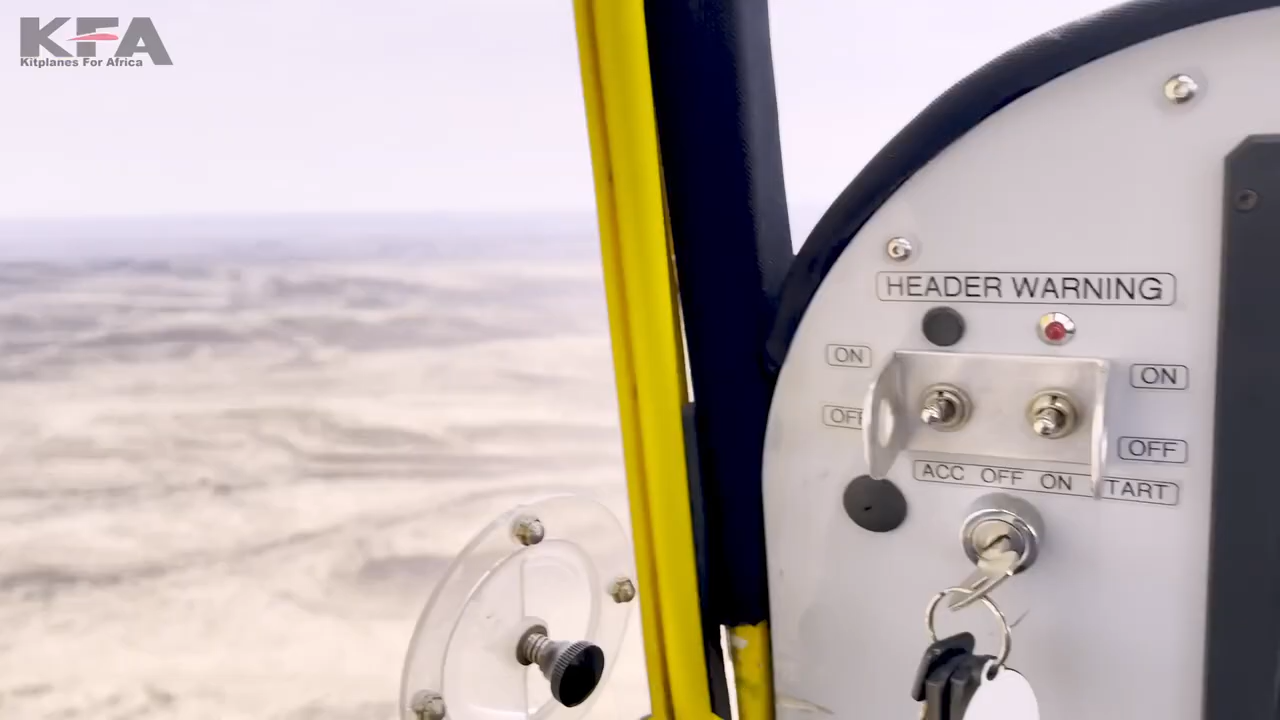 KFA
Kitplanes For Africa
HEADER WARNING
ON
ON
OFF
OFF
ACC OFF ON TART